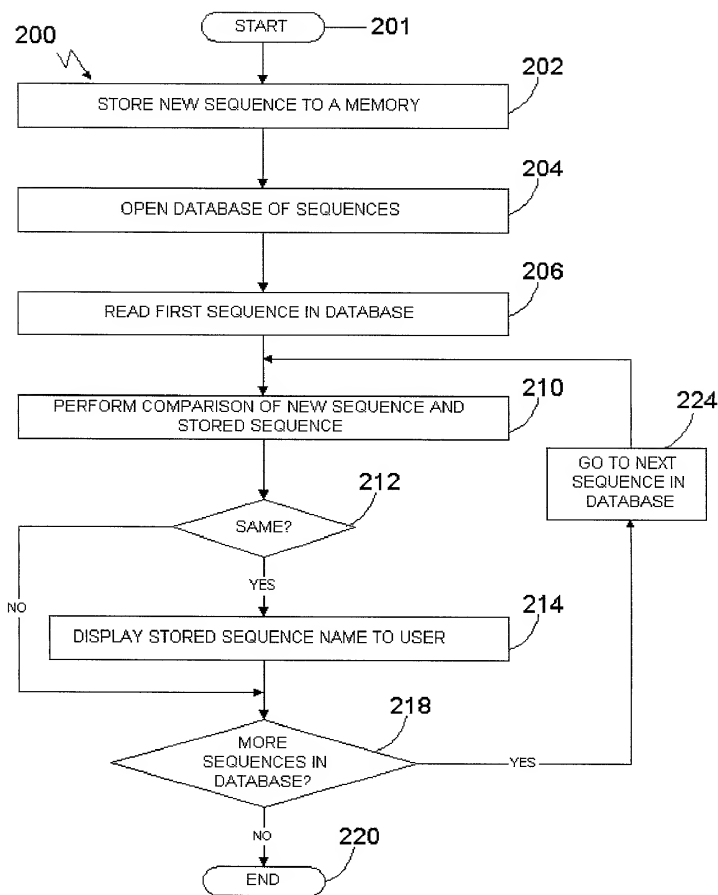 START
201
200
202
STORE NEW SEQUENCE TO A MEMORY
204
OPEN DATABASE OF SEQUENCES
206
READ FIRST SEQUENCE IN DATABASE
210
PERFORM COMPARISON OF NEW SEQUENCE AND
STORED SEQUENCE
224
GO TO NEXT
SEQUENCE IN
DATABASE
212
SAME?
YES
NO
214
DISPLAY STORED SEQUENCE NAME TO USER
218
MORE
SEQUENCES IN
DATABASE?
YES
NO
220
END